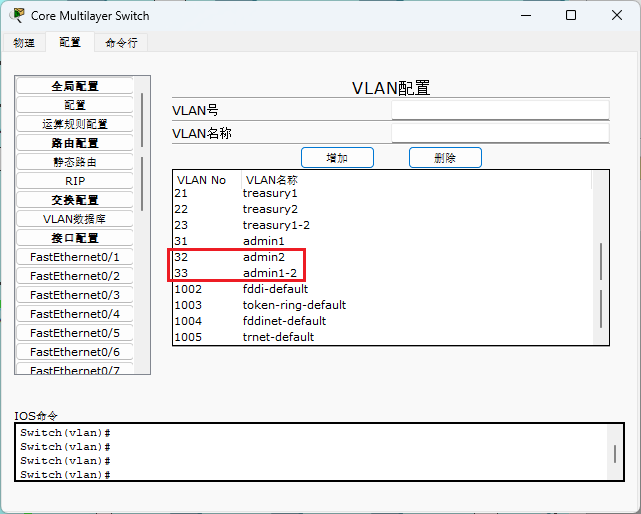 Core Multilayer Switch
物理 配置 命令行
全局配置
配置
运算规则配置
路由配置
静态路由
RIP
交换配置
VLAN数据库
接口配置
FastEthernet0/1
FastEthernet0/2
FastEthernet0/3
FastEthernet0/4
FastEthernet0/5
FastEthernet0/6
FastEthernet0/7
VLAN配置
VLAN号
VLAN名称
增加 删除
VLAN No VLAN名称
21 treasury1
22 treasury2
23 treasury1-2
31 admin1
32 admin2
33 admin1-2
1002 fddi-default
1003 token-ring-default
1004 fddinet-default
1005 trnet-default
IOS命令
Switch(vlan)#
Switch(vlan)#
Switch(vlan)#
Switch(vlan)#